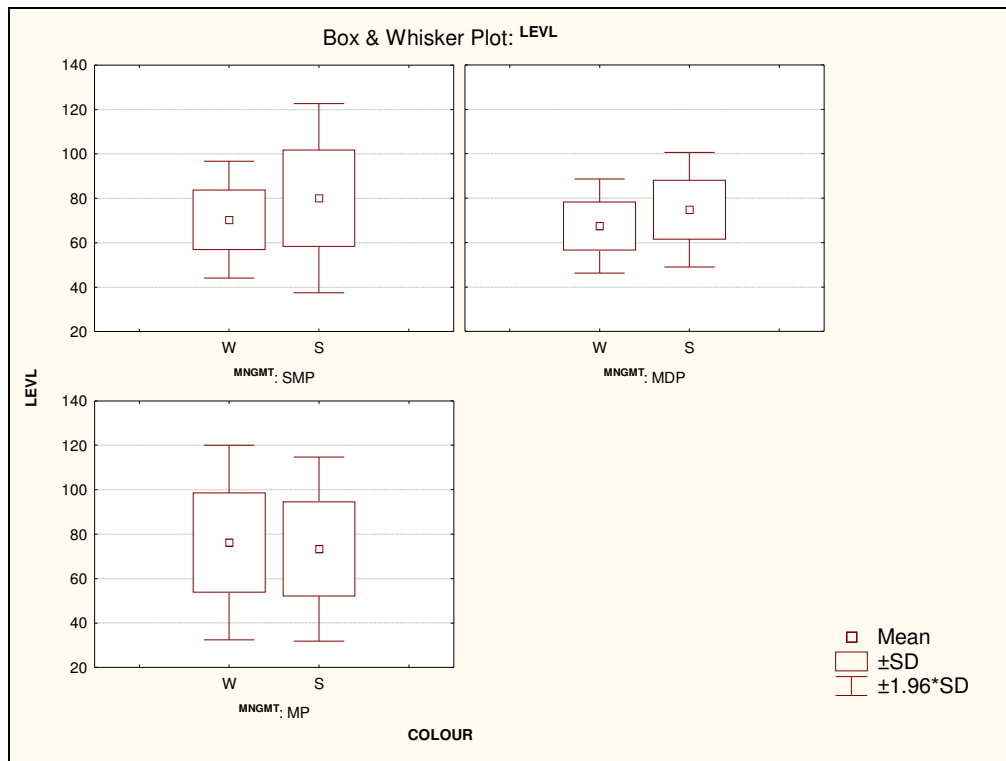 Box & Whisker Plot: LEVL
140
120
100
80
60
40
20
W S
MNGMT: SMP
W S
MNGMT: MDP
LEVL
140
120
100
80
60
40
20
W S
MNGMT: MP
COLOUR
Mean
±SD
±1.96*SD